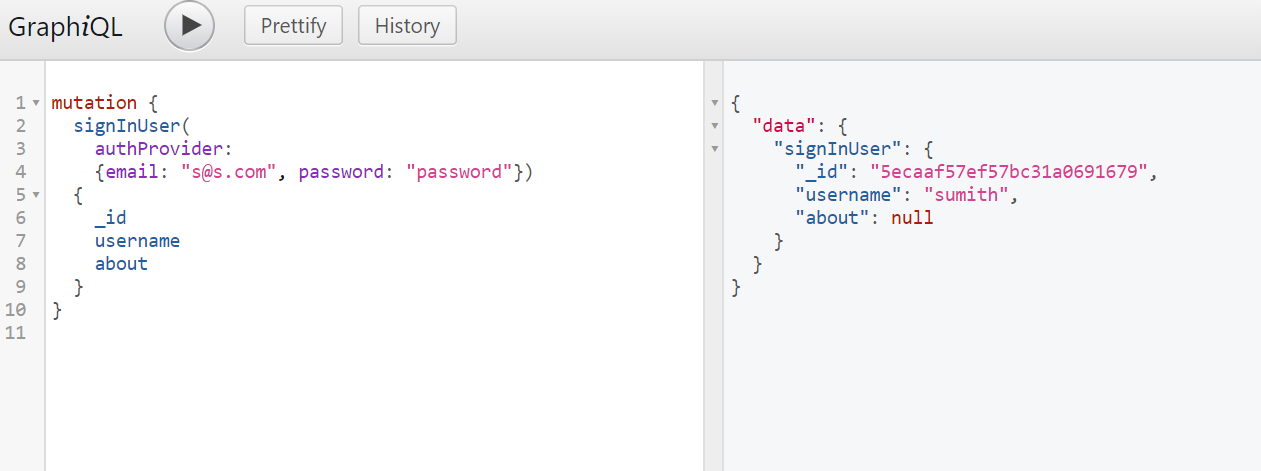 GraphiQL
Prettify
History
1 mutation {
2 signInUser(
3 authProvider:
4 {email: "s@s.com", password: "password"})
5 {
6 _id
7 username
8 about
9 }
10 }
11
{
"data": {
"signInUser": {
"_id": "5ecaaf57ef57bc31a0691679",
"username": "sumith",
"about": null
}
}
}